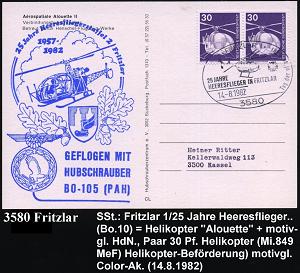 Aérospatiale Alouette II
25 Jahre Heeresfliegerstaffel 2/Fritzlar
1957-
1982
GEFLOGEN MIT
HUBSCHRAUBER
BO-105 (PAH)
30
30
25 JAHRE
HEERESFLIEGER IN FRITZLAR
14.-8.1982
3580
Heiner Ritter
Kellerwaldweg 113
3500 Kassel
3580 Fritzlar
SSt.: Fritzlar 1/25 Jahre Heeresflieger..
(Bo.10) = Helikopter "Alouette" + motiv-
gl. HdN., Paar 30 Pf. Helikopter (Mi.849
MeF) Helikopter-Beförderung) motivgl.
Color-Ak. (14.8.1982)